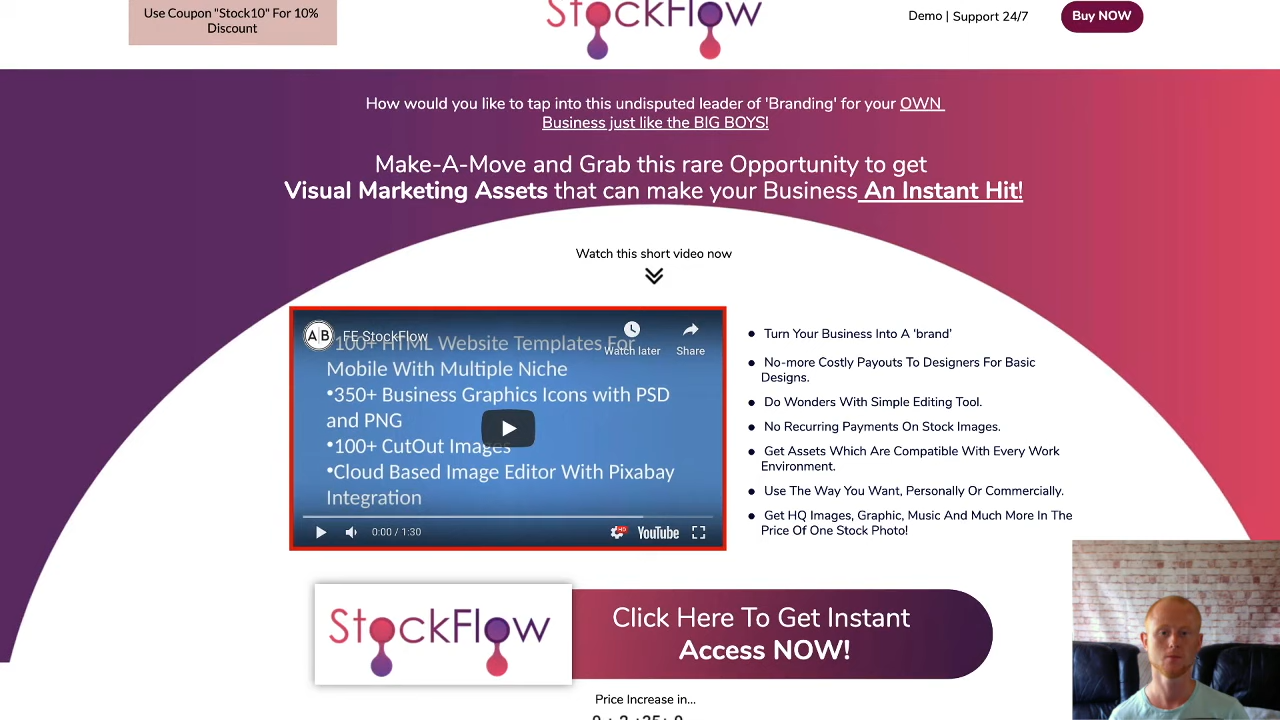 Use Coupon "Stock10" For 10%
Discount
StockFlow
Demo | Support 24/7
Buy NOW
How would you like to tap into this undisputed leader of 'Branding' for your OWN
Business just like the BIG BOYS!
Make-A-Move and Grab this rare Opportunity to get
Visual Marketing Assets that can make your Business An Instant Hit!
Watch this short video now
A|B
FE StockFlow
Watch later
Share
100+ HTML Website Templates For
Mobile With Multiple Niche
•350+ Business Graphics Icons with PSD
and PNG
•100+ CutOut Images
•Cloud Based Image Editor With Pixabay
Integration
0:00 / 1:30
HD
YouTube
• Turn Your Business Into A 'brand'
• No-more Costly Payouts To Designers For Basic
Designs.
• Do Wonders With Simple Editing Tool.
• No Recurring Payments On Stock Images.
• Get Assets Which Are Compatible With Every Work
Environment.
• Use The Way You Want, Personally Or Commercially.
• Get HQ Images, Graphic, Music And Much More In The
Price Of One Stock Photo!
StockFlow
Click Here To Get Instant
Access NOW!
Price Increase in...